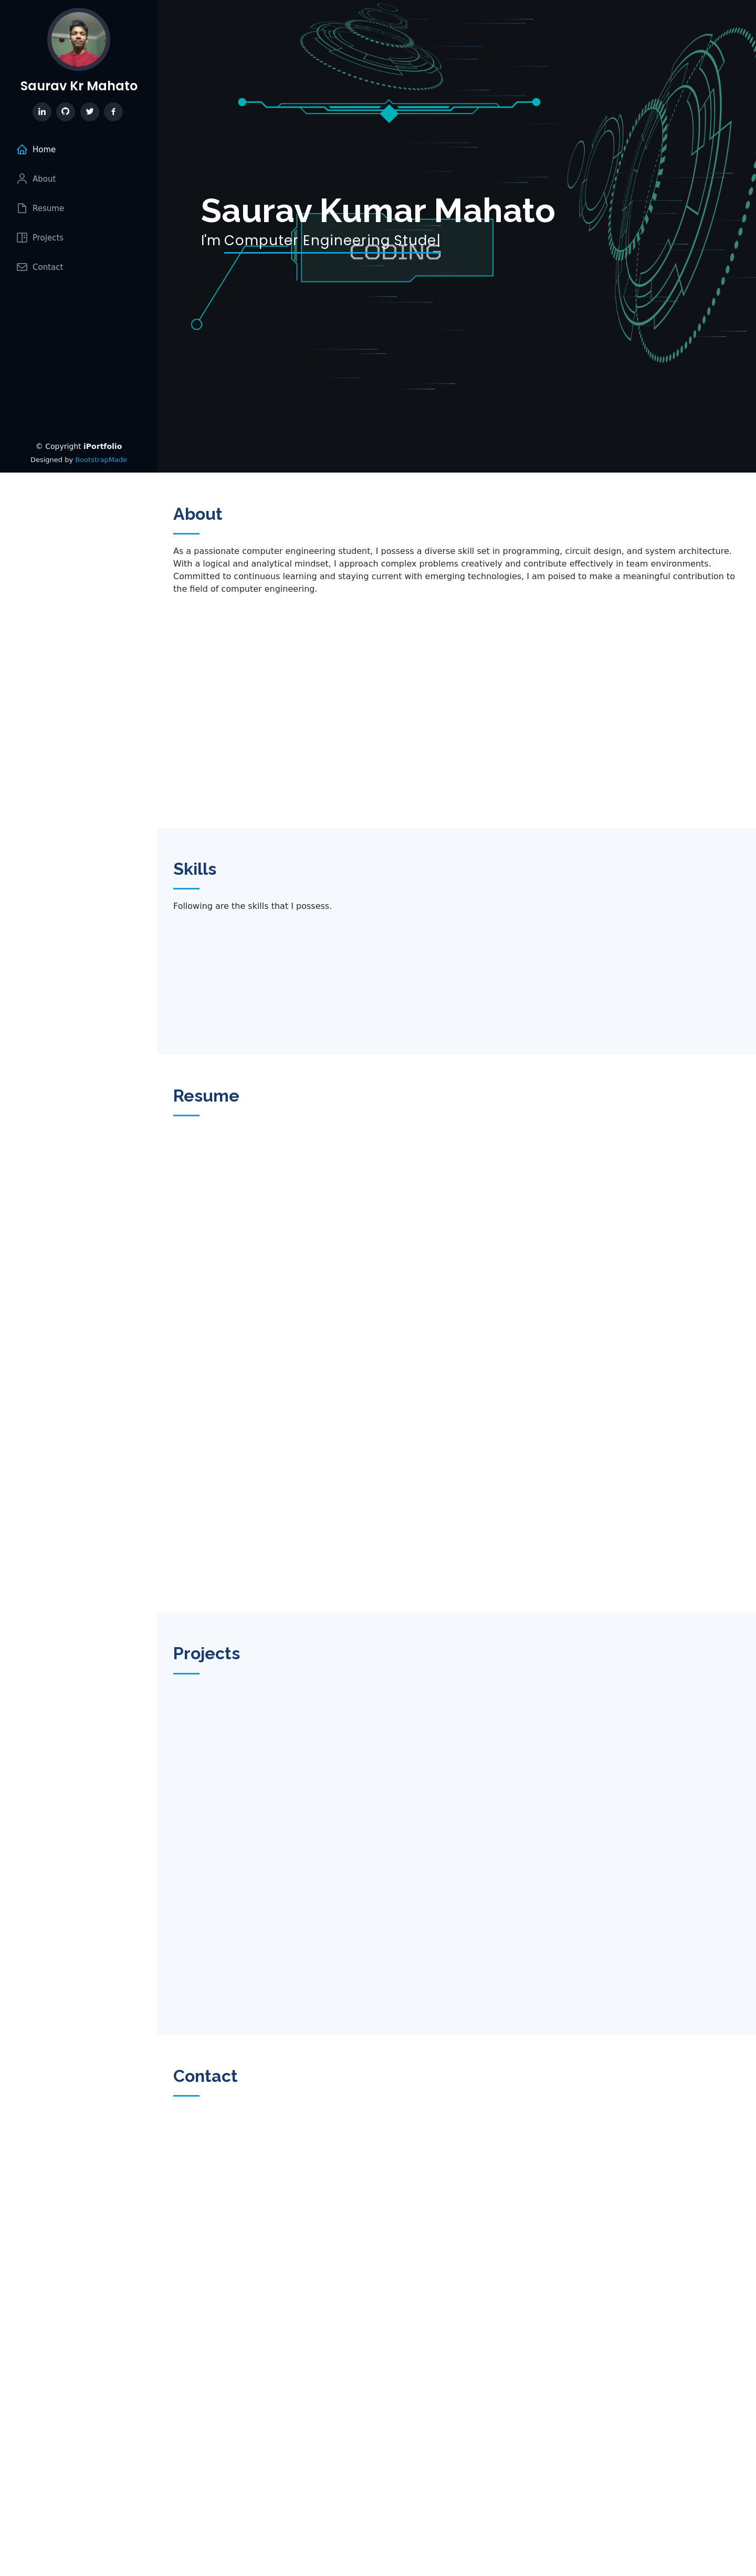 Saurav Kr Mahato
Home
About
Resume
Projects
Contact
© Copyright iPortfolio
Designed by BootstrapMade
Saurav Kumar Mahato
I'm Computer Engineering Stude|
CODING
About
As a passionate computer engineering student, I possess a diverse skill set in programming, circuit design, and system architecture.
With a logical and analytical mindset, I approach complex problems creatively and contribute effectively in team environments.
Committed to continuous learning and staying current with emerging technologies, I am poised to make a meaningful contribution to
the field of computer engineering.
Skills
Following are the skills that I possess.
Resume
Projects
Contact